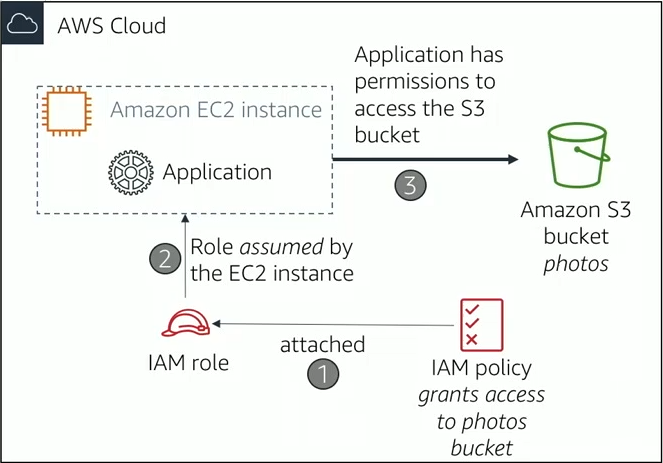 AWS Cloud
Application has
permissions to
access the S3
bucket
Amazon EC2 instance
Application
3
Amazon S3
bucket
photos
2
Role assumed by
the EC2 instance
attached
1
IAM role
IAM policy
grants access
to photos
bucket